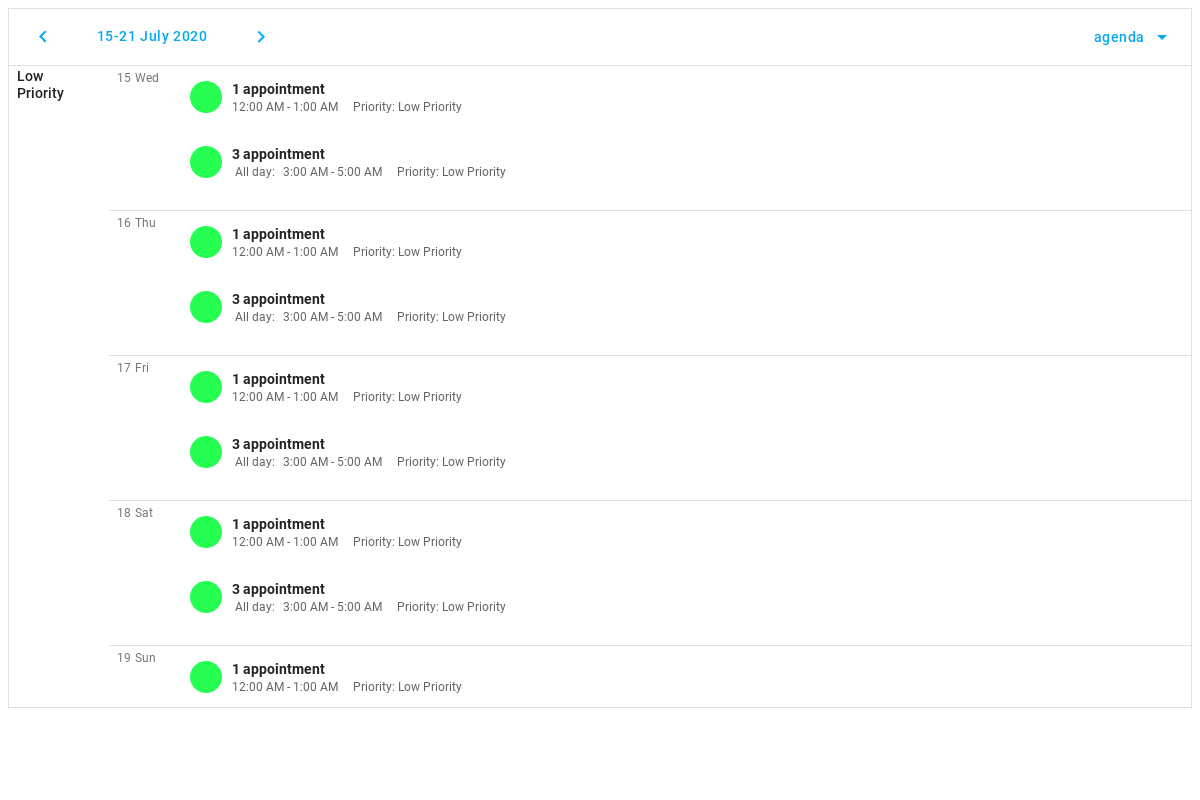 15-21 July 2020
agenda
Low
Priority
15 Wed
1 appointment
12:00 AM - 1:00 AM Priority: Low Priority
3 appointment
All day: 3:00 AM - 5:00 AM Priority: Low Priority
16 Thu
1 appointment
12:00 AM - 1:00 AM Priority: Low Priority
3 appointment
All day: 3:00 AM - 5:00 AM Priority: Low Priority
17 Fri
1 appointment
12:00 AM - 1:00 AM Priority: Low Priority
3 appointment
All day: 3:00 AM - 5:00 AM Priority: Low Priority
18 Sat
1 appointment
12:00 AM - 1:00 AM Priority: Low Priority
3 appointment
All day: 3:00 AM - 5:00 AM Priority: Low Priority
19 Sun
1 appointment
12:00 AM - 1:00 AM Priority: Low Priority